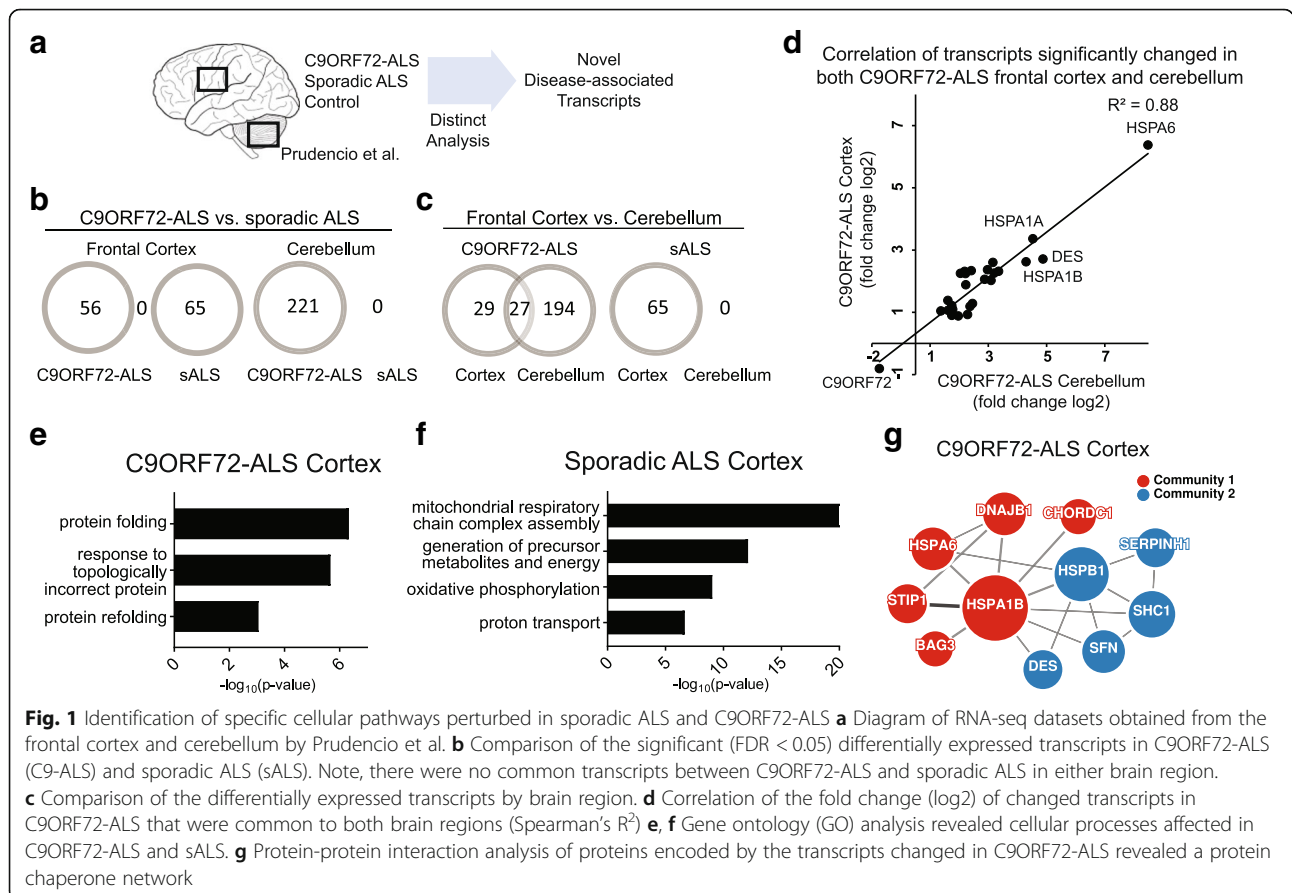 a
C9ORF72-ALS
Sporadic ALS
Control
Prudencio et al.
Distinct
Analysis
Novel
Disease-associated
Transcripts
b
C9ORF72-ALS vs. sporadic ALS
Frontal Cortex
Cerebellum
56
0
65
221
0
C9ORF72-ALS
sALS
C9ORF72-ALS
sALS
c
Frontal Cortex vs. Cerebellum
C9ORF72-ALS
sALS
29
27
194
65
0
Cortex
Cerebellum
Cortex
Cerebellum
d
Correlation of transcripts significantly changed in
both C9ORF72-ALS frontal cortex and cerebellum
R² = 0.88
HSPA6
HSPA1A
DES
HSPA1B
C9ORF72
C9ORF72-ALS Cortex
(fold change log2)
7
5
3
1
-1
-2
1
3
5
7
C9ORF72-ALS Cerebellum
(fold change log2)
e
C9ORF72-ALS Cortex
protein folding
response to
topologically
incorrect protein
protein refolding
0
2
4
6
-log₁₀(p-value)
f
Sporadic ALS Cortex
mitochondrial respiratory
chain complex assembly
generation of precursor
metabolites and energy
oxidative phosphorylation
proton transport
0
5
10
15
20
-log₁₀(p-value)
g
C9ORF72-ALS Cortex
Community 1
Community 2
DNAJB1
CHORDC1
HSPA6
SERPINH1
HSPB1
STIP1
HSPA1B
SHC1
BAG3
SFN
DES
Fig. 1 Identification of specific cellular pathways perturbed in sporadic ALS and C9ORF72-ALS a Diagram of RNA-seq datasets obtained from the
frontal cortex and cerebellum by Prudencio et al. b Comparison of the significant (FDR < 0.05) differentially expressed transcripts in C9ORF72-ALS
(C9-ALS) and sporadic ALS (sALS). Note, there were no common transcripts between C9ORF72-ALS and sporadic ALS in either brain region.
c Comparison of the differentially expressed transcripts by brain region. d Correlation of the fold change (log2) of changed transcripts in
C9ORF72-ALS that were common to both brain regions (Spearman's R²) e, f Gene ontology (GO) analysis revealed cellular processes affected in
C9ORF72-ALS and sALS. g Protein-protein interaction analysis of proteins encoded by the transcripts changed in C9ORF72-ALS revealed a protein
chaperone network